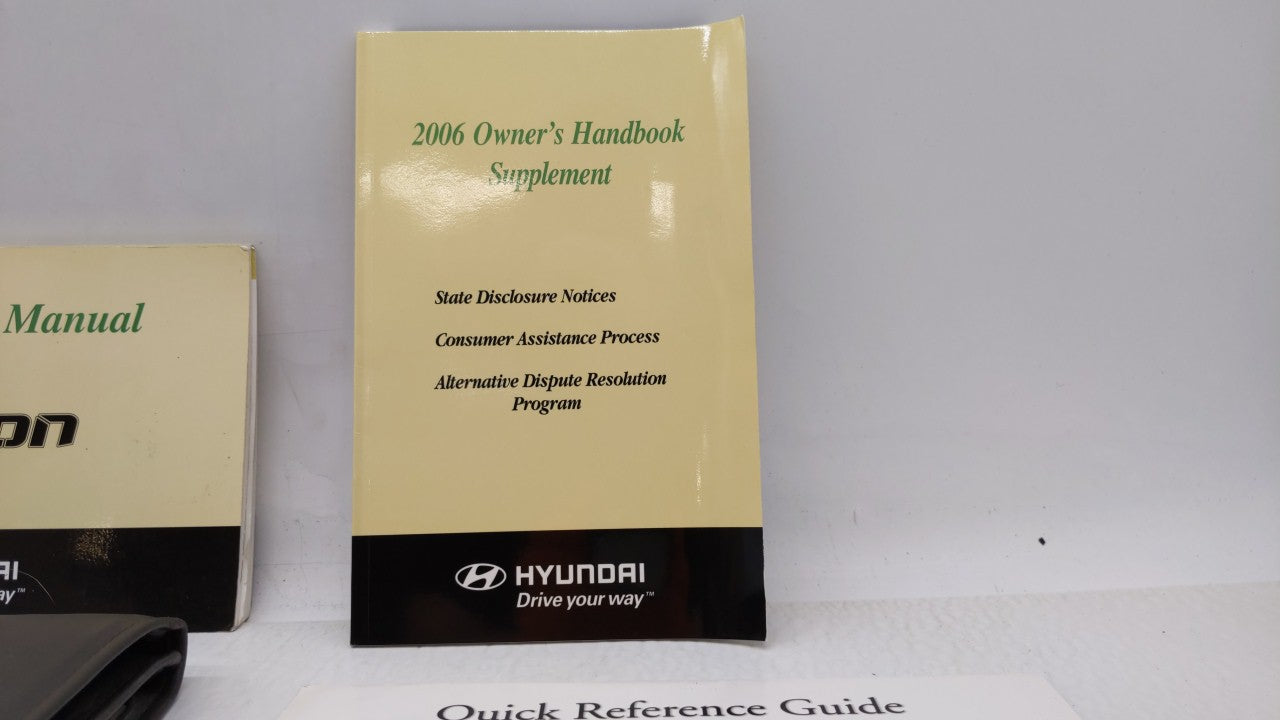 2006 Owner's Handbook
Supplement
State Disclosure Notices
Consumer Assistance Process
Alternative Dispute Resolution
Program
HYUNDAI
Drive your way™
Manual
Quick Reference Guide